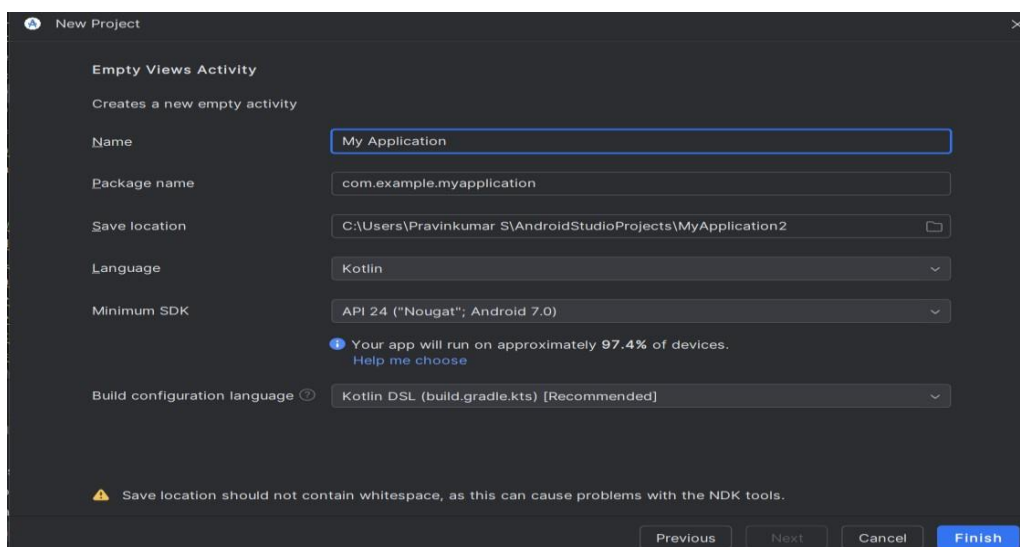 New Project
Empty Views Activity
Creates a new empty activity
Name
My Application
Package name
com.example.myapplication
Save location
C:\Users\Pravinkumar S\AndroidStudioProjects\MyApplication2
Language
Kotlin
Minimum SDK
API 24 ("Nougat"; Android 7.0)
Your app will run on approximately 97.4% of devices.
Help me choose
Build configuration language
Kotlin DSL (build.gradle.kts) [Recommended]
Save location should not contain whitespace, as this can cause problems with the NDK tools.
Previous
Next
Cancel
Finish